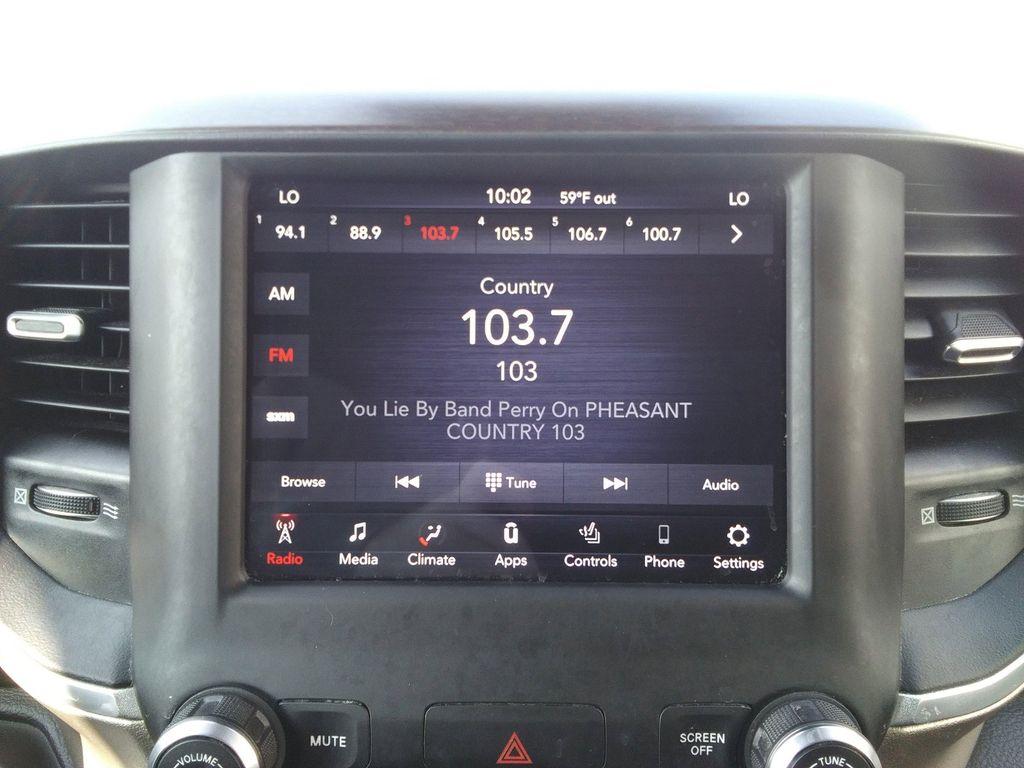 LO 10:02 59°F out LO
1 94.1 2 88.9 3 103.7 4 105.5 5 106.7 6 100.7
AM
FM
sxm
Country
103.7
103
You Lie By Band Perry On PHEASANT
COUNTRY 103
Browse Tune Audio
Radio Media Climate Apps Controls Phone Settings
VOLUME MUTE SCREEN
OFF TUNE